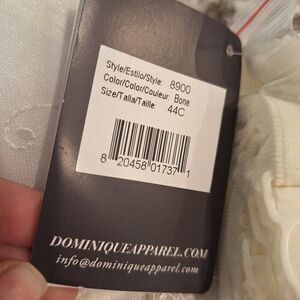 Style/Estilo/Style: 8900
Color/Color/Couleur: Bone
Size/Talla/Taille: 44C
8 20458 01737 1
DOMINIQUEAPPAREL.COM
info@dominiqueapparel.com